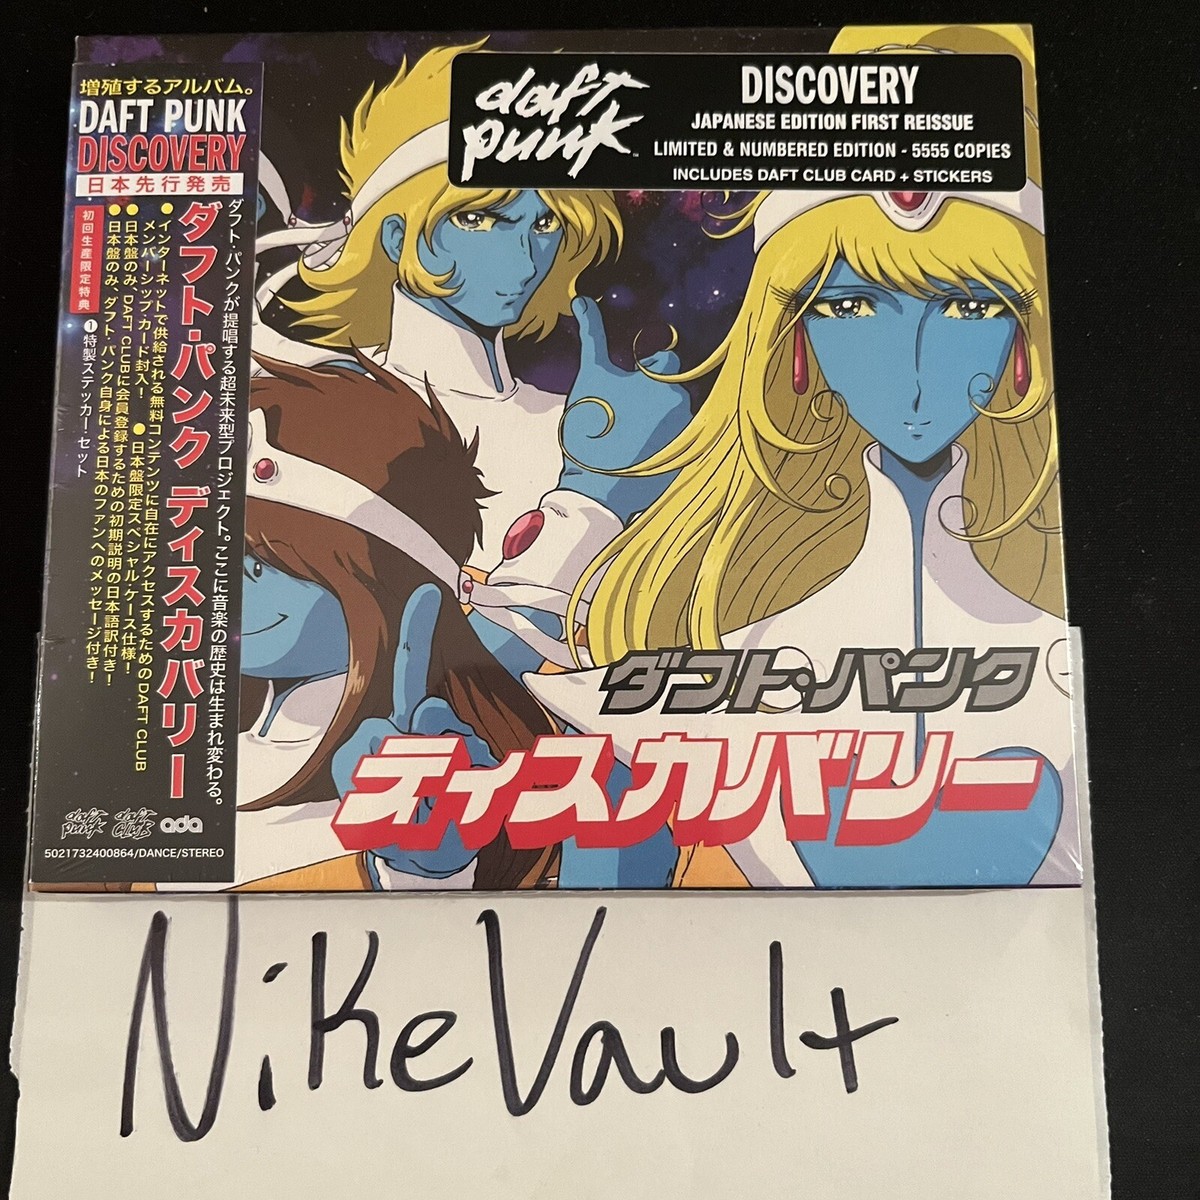 増殖するアルバム。
DAFT PUNK
DISCOVERY
日本先行発売
ダフト・パンクが提唱する超未来型プロジェクト。ここに音楽の歴史は生まれ変わる。
ダフト・パンク ディスカバリー
●インターネットで供給される無料コンテンツに自在にアクセスするためのDAFT CLUB
メンバーシップ・カード封入! ●日本盤限定スペシャル・ケース仕様!
●日本盤のみ、DAFT CLUBに会員登録するための初期説明の日本語訳付き!
●日本盤のみ、ダフト・パンク自身による日本のファンへのメッセージ付き!
初回生産限定特典
❶特製ステッカー・セット
daft punk
daft club
ada
5021732400864/DANCE/STEREO
daft
punk™
DISCOVERY
JAPANESE EDITION FIRST REISSUE
LIMITED & NUMBERED EDITION - 5555 COPIES
INCLUDES DAFT CLUB CARD + STICKERS
ダフト・パンク
ディスカバリー
NikeVault